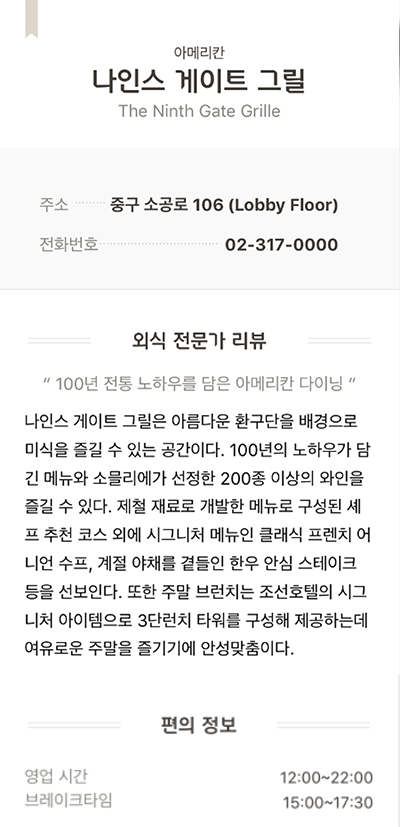 아메리칸
나인스 게이트 그릴
The Ninth Gate Grille
주소 중구 소공로 106 (Lobby Floor)
전화번호 02-317-0000
외식 전문가 리뷰
“ 100년 전통 노하우를 담은 아메리칸 다이닝 ”
나인스 게이트 그릴은 아름다운 환구단을 배경으로
미식을 즐길 수 있는 공간이다. 100년의 노하우가 담
긴 메뉴와 소믈리에가 선정한 200종 이상의 와인을
즐길 수 있다. 제철 재료로 개발한 메뉴로 구성된 셰
프 추천 코스 외에 시그니처 메뉴인 클래식 프렌치 어
니언 수프, 계절 야채를 곁들인 한우 안심 스테이크
등을 선보인다. 또한 주말 브런치는 조선호텔의 시그
니처 아이템으로 3단런치 타워를 구성해 제공하는데
여유로운 주말을 즐기기에 안성맞춤이다.
편의 정보
영업 시간 12:00~22:00
브레이크타임 15:00~17:30